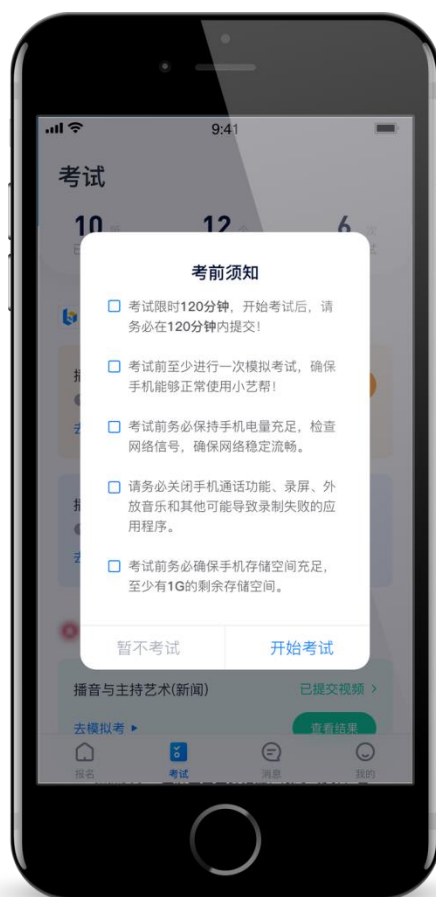 9:41
考试
10
12
6
考前须知
考试限时120分钟，开始考试后，请
务必在120分钟内提交！
考试前至少进行一次模拟考试，确保
手机能够正常使用小艺帮！
考试前务必保持手机电量充足，检查
网络信号，确保网络稳定流畅。
请务必关闭手机通话功能、录屏、外
放音乐和其他可能导致录制失败的应
用程序。
考试前务必确保手机存储空间充足，
至少有1G的剩余存储空间。
暂不考试
开始考试
播音与主持艺术(新闻)
已提交视频
去模拟考
查看结果
报名
考试
消息
我的